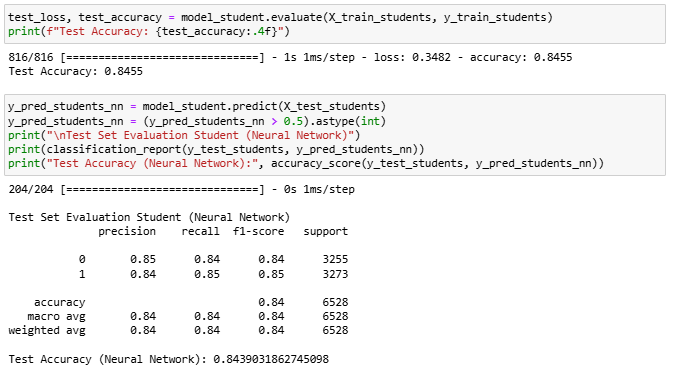 test_loss, test_accuracy = model_student.evaluate(X_train_students, y_train_students)
print(f"Test Accuracy: {test_accuracy:.4f}")
816/816 [==============================] - 1s 1ms/step - loss: 0.3482 - accuracy: 0.8455
Test Accuracy: 0.8455
y_pred_students_nn = model_student.predict(X_test_students)
y_pred_students_nn = (y_pred_students_nn > 0.5).astype(int)
print("\nTest Set Evaluation Student (Neural Network)")
print(classification_report(y_test_students, y_pred_students_nn))
print("Test Accuracy (Neural Network):", accuracy_score(y_test_students, y_pred_students_nn))
204/204 [==============================] - 0s 1ms/step
Test Set Evaluation Student (Neural Network)
precision recall f1-score support
0 0.85 0.84 0.84 3255
1 0.84 0.85 0.85 3273
accuracy 0.84 6528
macro avg 0.84 0.84 0.84 6528
weighted avg 0.84 0.84 0.84 6528
Test Accuracy (Neural Network): 0.8439031862745098